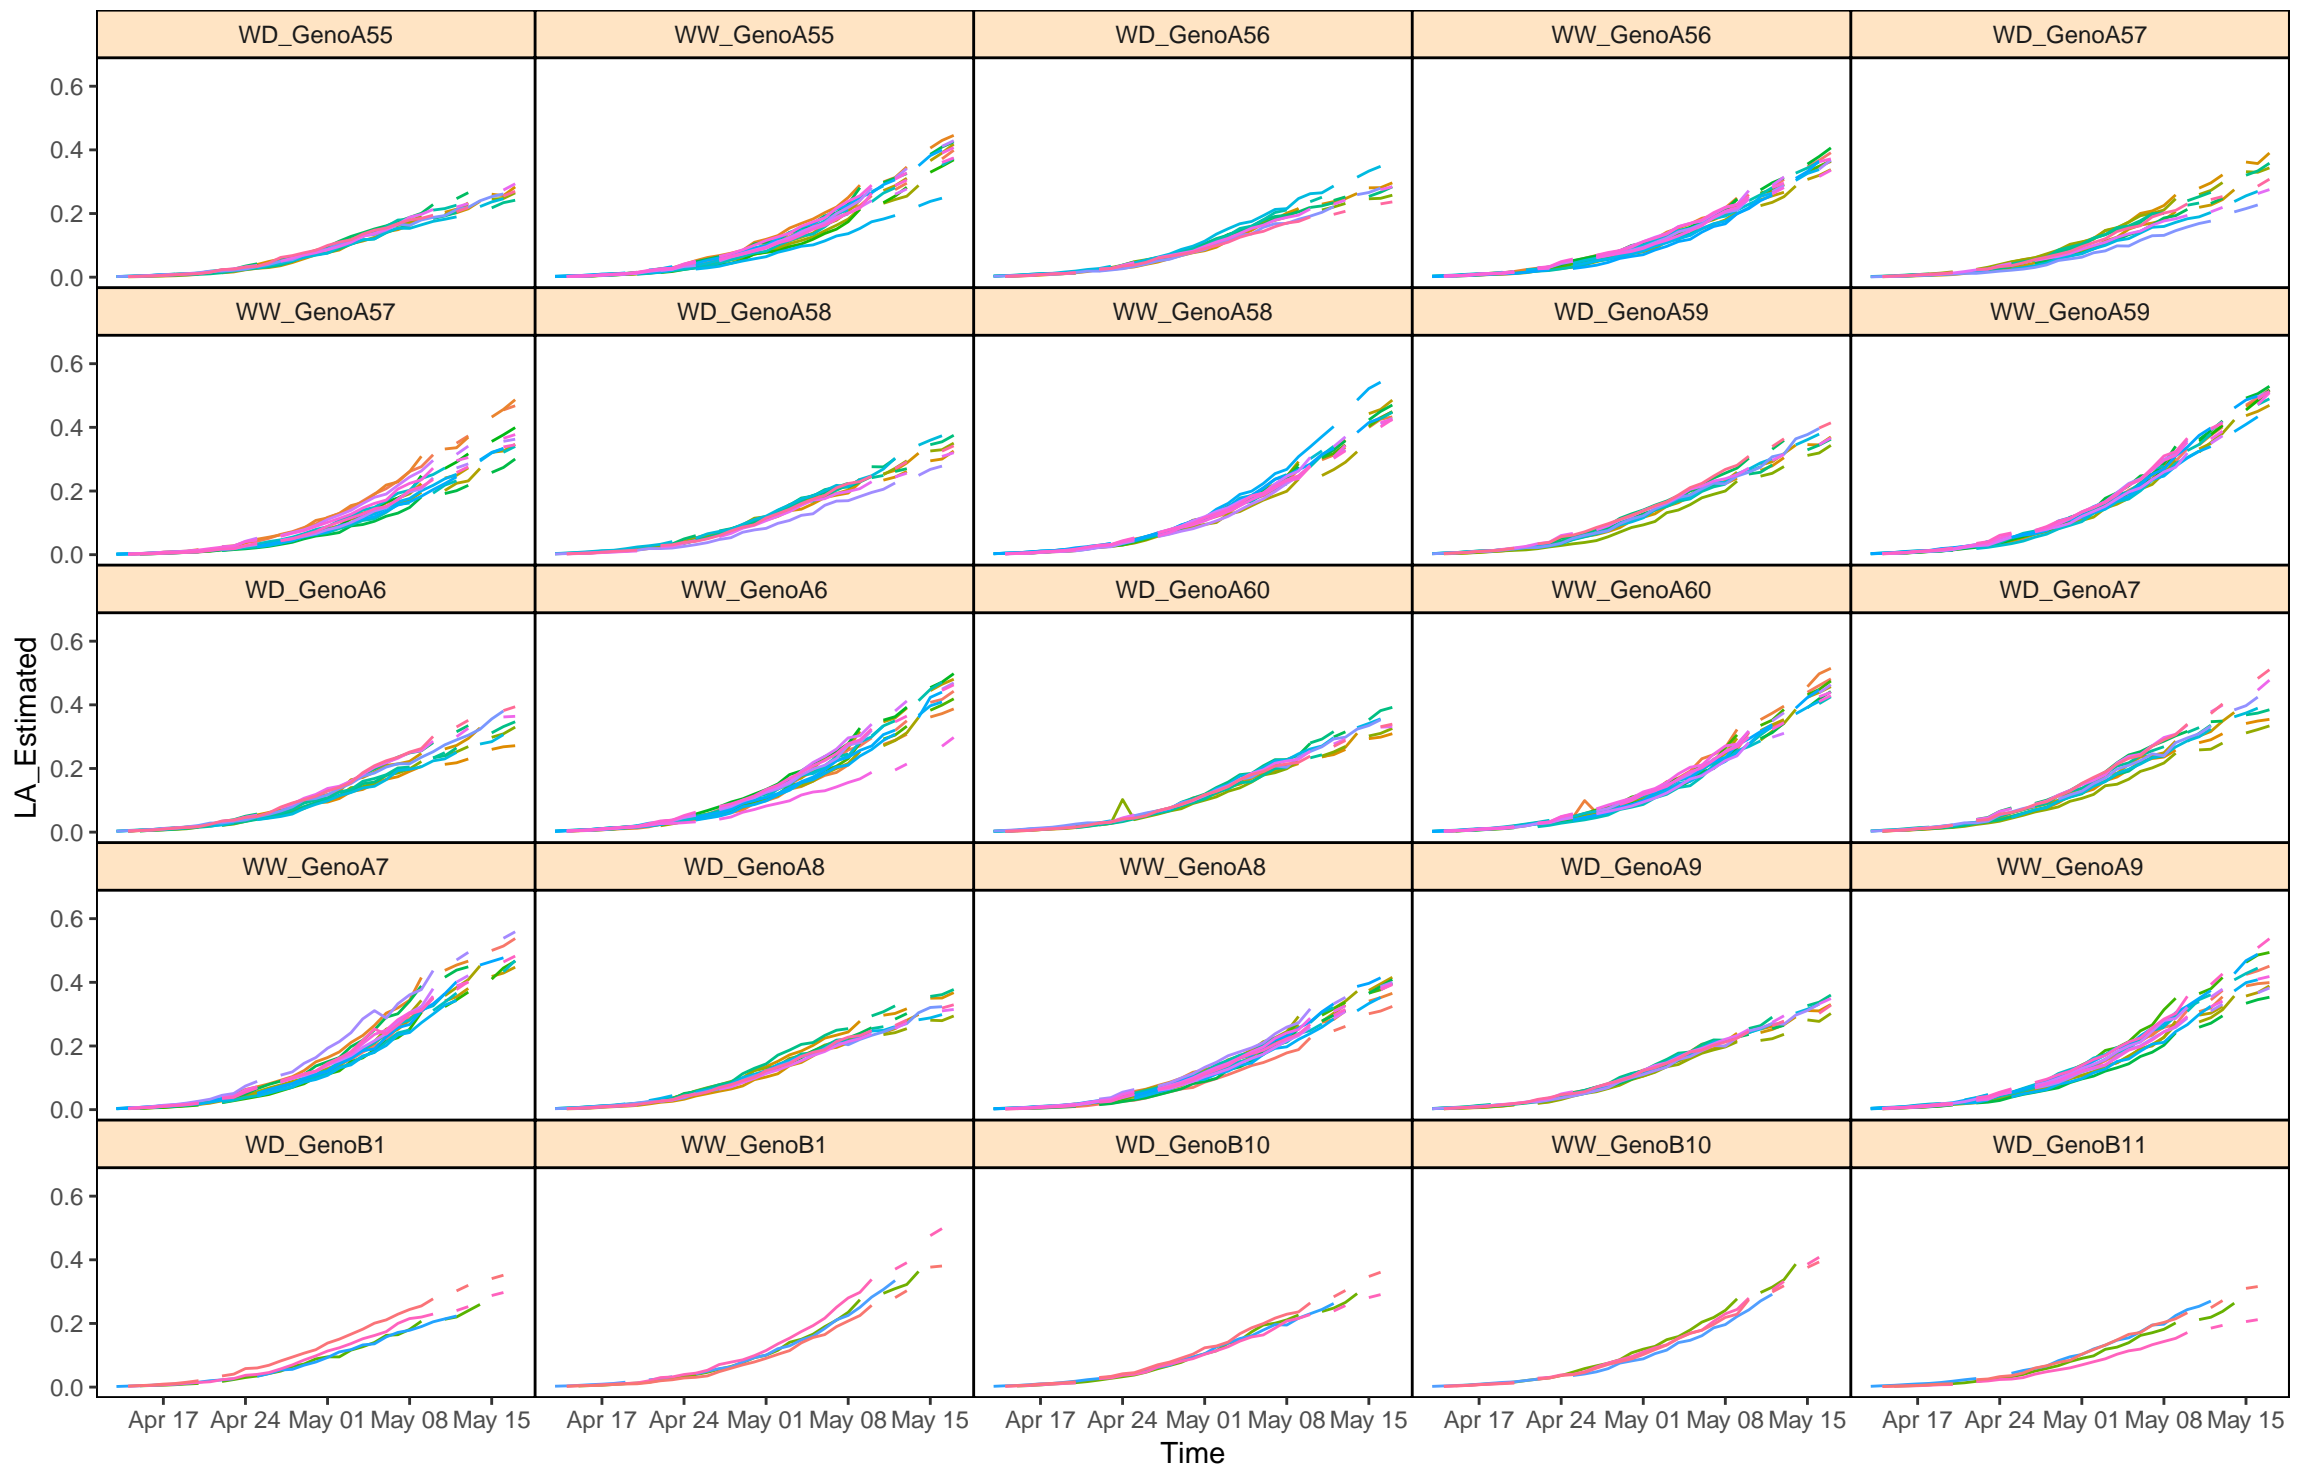 WD_GenoA55 WW_GenoA55 WD_GenoA56 WW_GenoA56 WD_GenoA57
0.6
0.4
0.2
0.0
WW_GenoA57 WD_GenoA58 WW_GenoA58 WD_GenoA59 WW_GenoA59
0.6
0.4
0.2
0.0
WD_GenoA6 WW_GenoA6 WD_GenoA60 WW_GenoA60 WD_GenoA7
0.6
0.4
0.2
0.0
LA_Estimated
WW_GenoA7 WD_GenoA8 WW_GenoA8 WD_GenoA9 WW_GenoA9
0.6
0.4
0.2
0.0
WD_GenoB1 WW_GenoB1 WD_GenoB10 WW_GenoB10 WD_GenoB11
0.6
0.4
0.2
0.0
Apr 17 Apr 24 May 01 May 08 May 15 Apr 17 Apr 24 May 01 May 08 May 15 Apr 17 Apr 24 May 01 May 08 May 15 Apr 17 Apr 24 May 01 May 08 May 15 Apr 17 Apr 24 May 01 May 08 May 15
Time